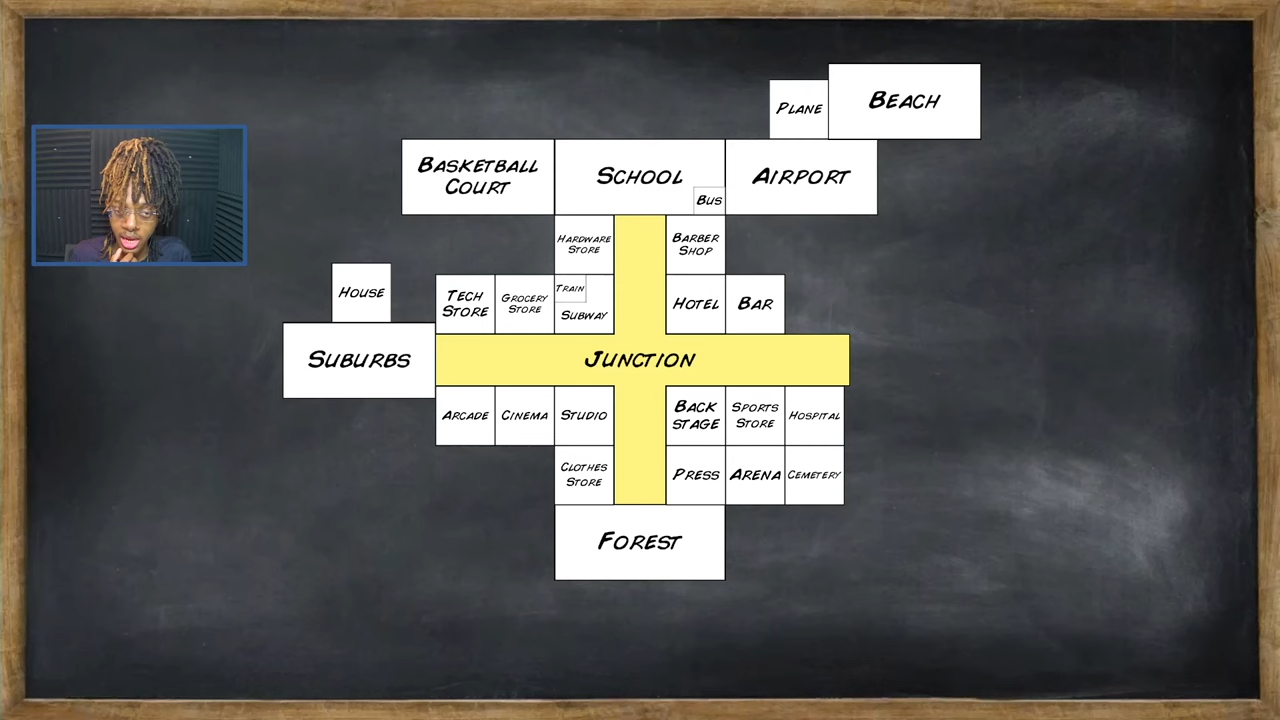 PLANE
BEACH
BASKETBALL
COURT
SCHOOL
BUS
AIRPORT
HARDWARE
STORE
BARBER
SHOP
HOUSE
TECH
STORE
GROCERY
STORE
TRAIN
SUBWAY
HOTEL
BAR
SUBURBS
JUNCTION
ARCADE
CINEMA
STUDIO
BACK
STAGE
SPORTS
STORE
HOSPITAL
CLOTHES
STORE
PRESS
ARENA
CEMETERY
FOREST